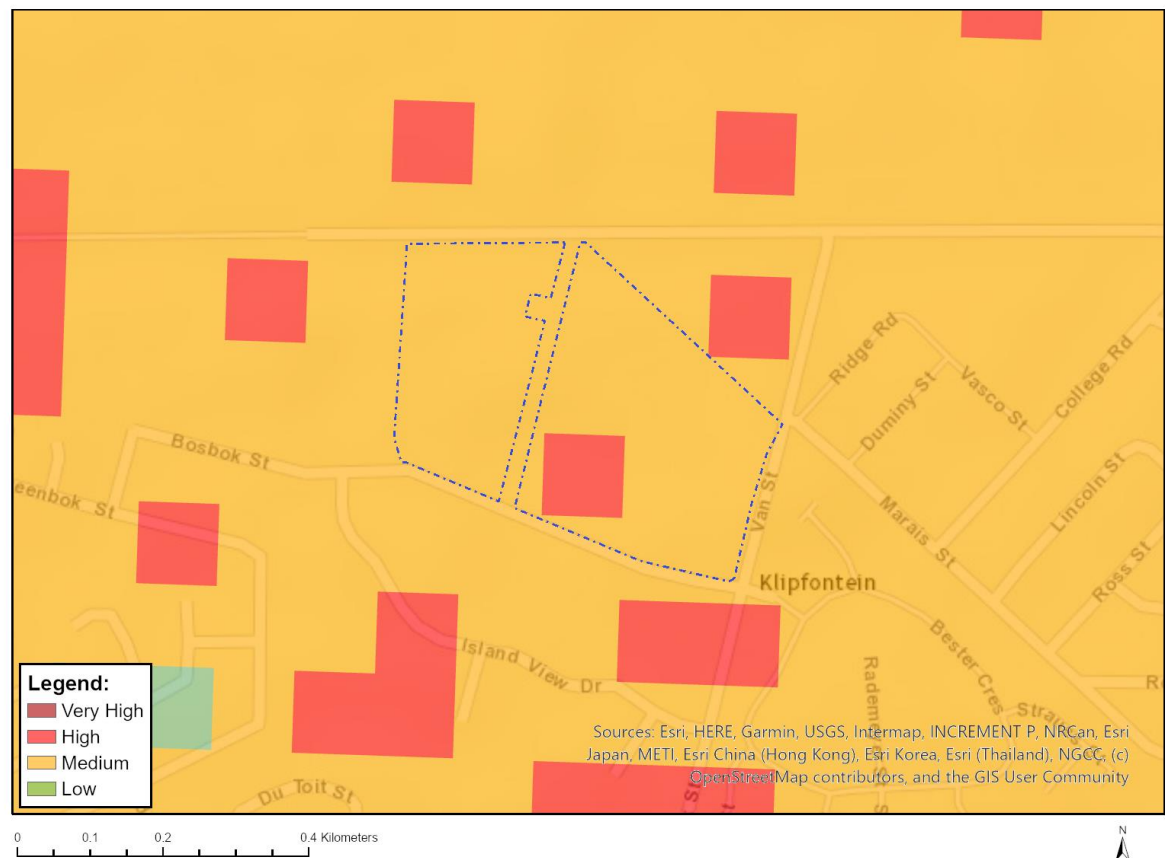 Ridge Rd
Vasco St
College Rd
Duminy St
Bosbok St
eenbok St
Van St
Marais St
Lincoln St
Ross St
Klipfontein
Island View Dr
Bester Cres
Legend:
Very High
High
Medium
Low
Sources: Esri, HERE, Garmin, USGS, Intermap, INCREMENT P, NRCan, Esri
Japan, METI, Esri China (Hong Kong), Esri Korea, Esri (Thailand), NGCC, (c)
OpenStreetMap contributors, and the GIS User Community
Du Toit St
0 0.1 0.2 0.4 Kilometers
N